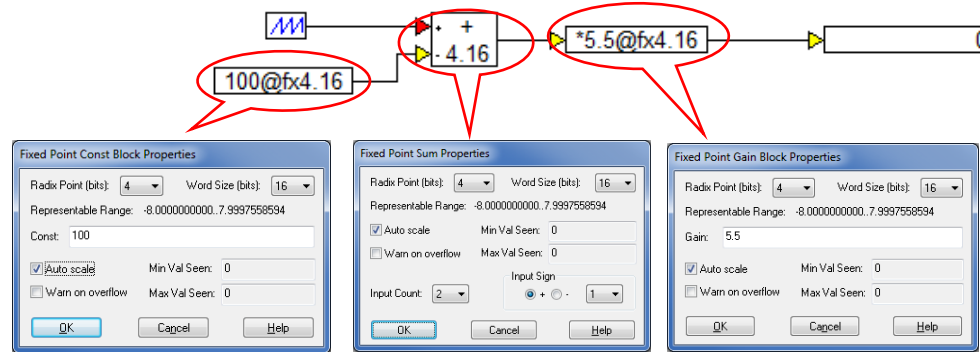 + +
- 4.16
*5.5@fx4.16
100@fx4.16
Fixed Point Const Block Properties
Radix Point (bits): 4 Word Size (bits): 16
Representable Range: -8.0000000000..7.9997558594
Const: 100
Auto scale Min Val Seen: 0
Warn on overflow Max Val Seen: 0
OK Cancel Help
Fixed Point Sum Properties
Radix Point (bits): 4 Word Size (bits): 16
Representable Range: -8.0000000000..7.9997558594
Auto scale Min Val Seen: 0
Warn on overflow Max Val Seen: 0
Input Sign
Input Count: 2 + - 1
OK Cancel Help
Fixed Point Gain Block Properties
Radix Point (bits): 4 Word Size (bits): 16
Representable Range: -8.0000000000..7.9997558594
Gain: 5.5
Auto scale Min Val Seen: 0
Warn on overflow Max Val Seen: 0
OK Cancel Help